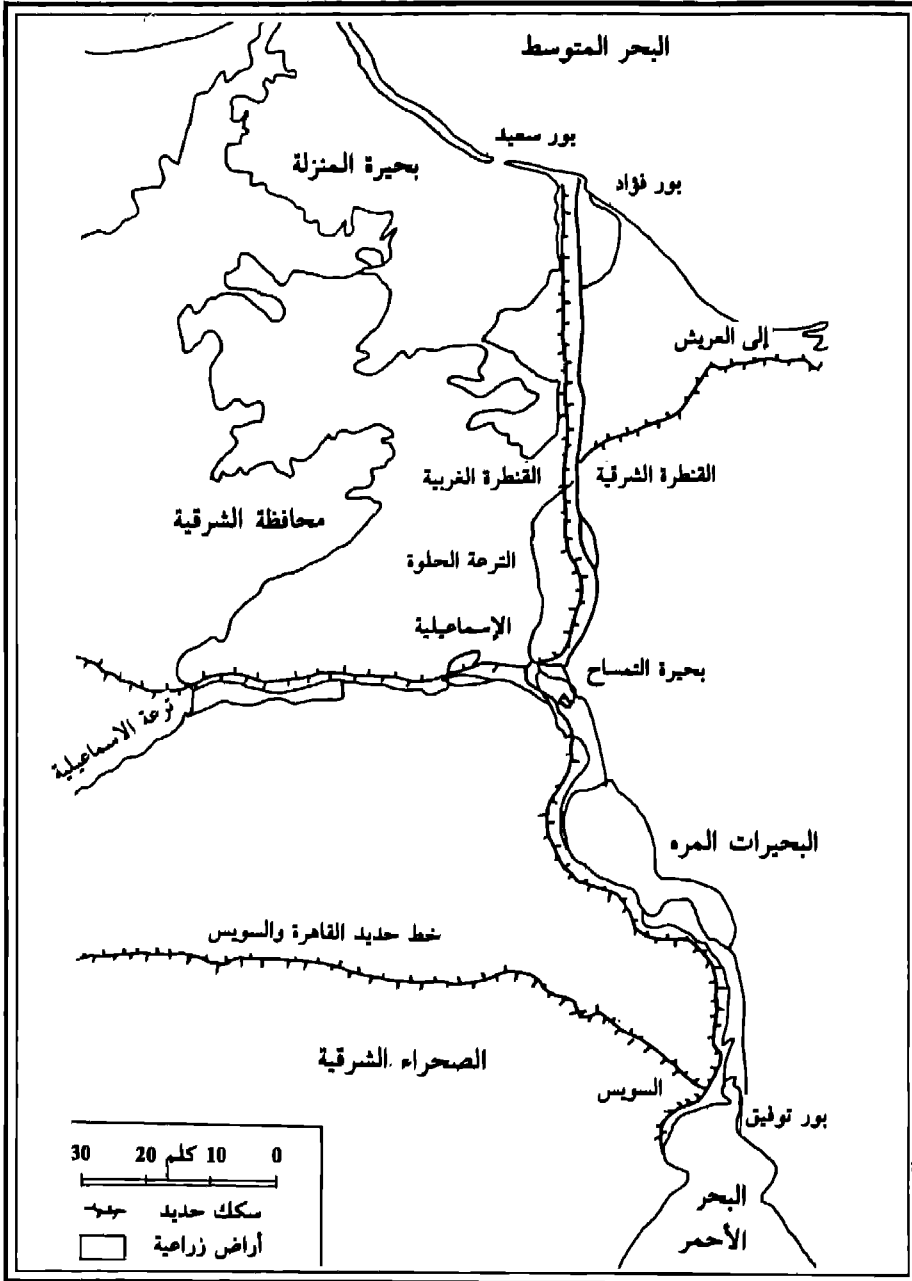 البحر المتوسط
بور سعيد
بحيرة المنزلة
بور فؤاد
إلى العريش
القنطرة الغربية
القنطرة الشرقية
محافظة الشرقية
الترعة الحلوة
الإسماعيلية
بحيرة التمساح
ترعة الاسماعيلية
البحيرات المره
خط حديد القاهرة والسويس
الصحراء الشرقية
السويس
بور توفيق
البحر
الأحمر
30 20 كلم 10 0
سكك حديد
أراض زراعية